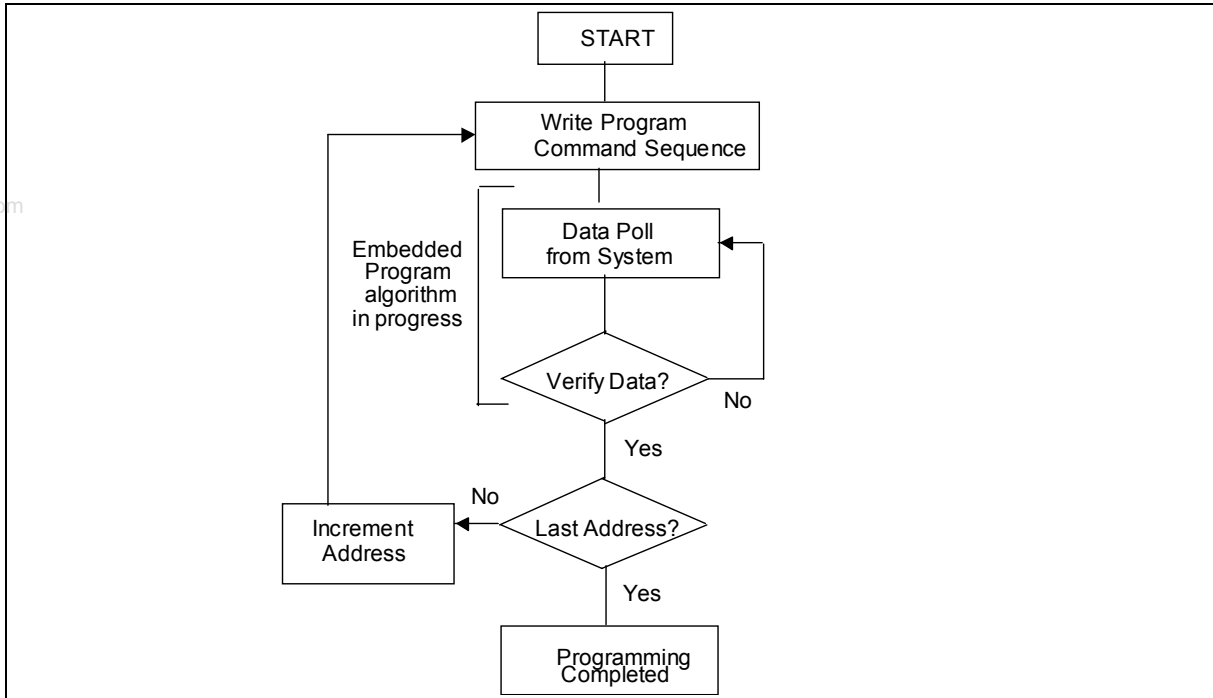 START
Write Program
Command Sequence
om
Data Poll
from System
Embedded
Program
algorithm
in progress
Verify Data?
No
Yes
No
Increment
Address
Last Address?
Yes
Programming
Completed